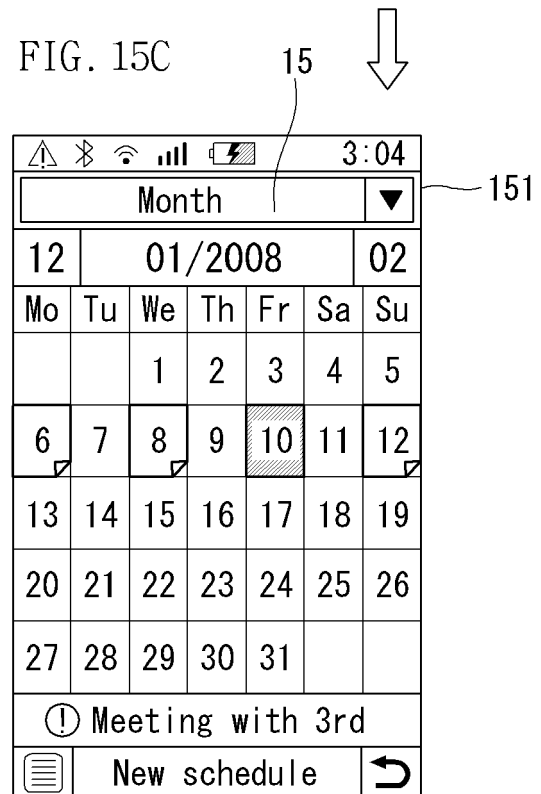 FIG. 15C
15
3:04
Month
151
12 01/2008 02
Mo Tu We Th Fr Sa Su
1 2 3 4 5
6 7 8 9 10 11 12
13 14 15 16 17 18 19
20 21 22 23 24 25 26
27 28 29 30 31
! Meeting with 3rd
New schedule